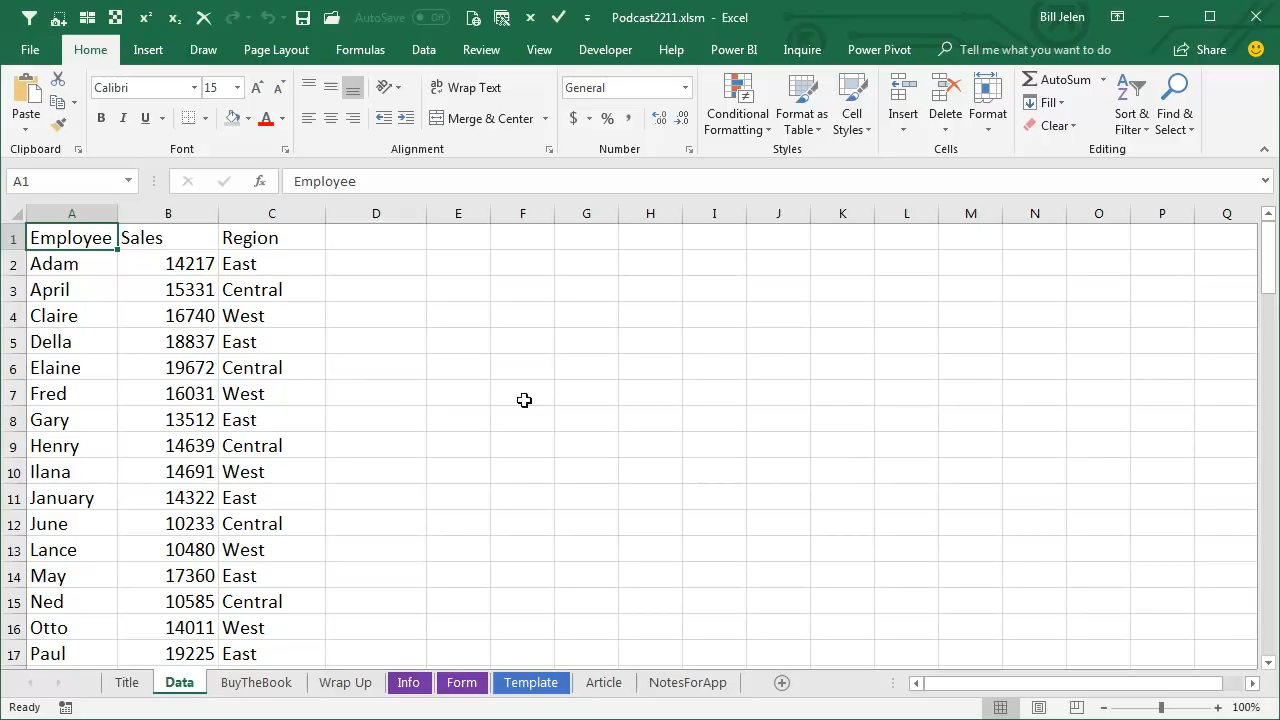 AutoSave Off Podcast2211.xlsm - Excel Bill Jelen
File Home Insert Draw Page Layout Formulas Data Review View Developer Help Power BI Inquire Power Pivot Tell me what you want to do Share
Calibri 15 Wrap Text General AutoSum
Paste B I U Merge & Center $ % Conditional Formatting Format as Table Cell Styles Insert Delete Format Fill Clear Sort & Filter Find & Select
Clipboard Font Alignment Number Styles Cells Editing
A1 fx Employee
A B C D E F G H I J K L M N O P Q
1 Employee Sales Region
2 Adam 14217 East
3 April 15331 Central
4 Claire 16740 West
5 Della 18837 East
6 Elaine 19672 Central
7 Fred 16031 West
8 Gary 13512 East
9 Henry 14639 Central
10 Ilana 14691 West
11 January 14322 East
12 June 10233 Central
13 Lance 10480 West
14 May 17360 East
15 Ned 10585 Central
16 Otto 14011 West
17 Paul 19225 East
Title Data BuyTheBook Wrap Up Info Form Template Article NotesForApp
Ready 100%